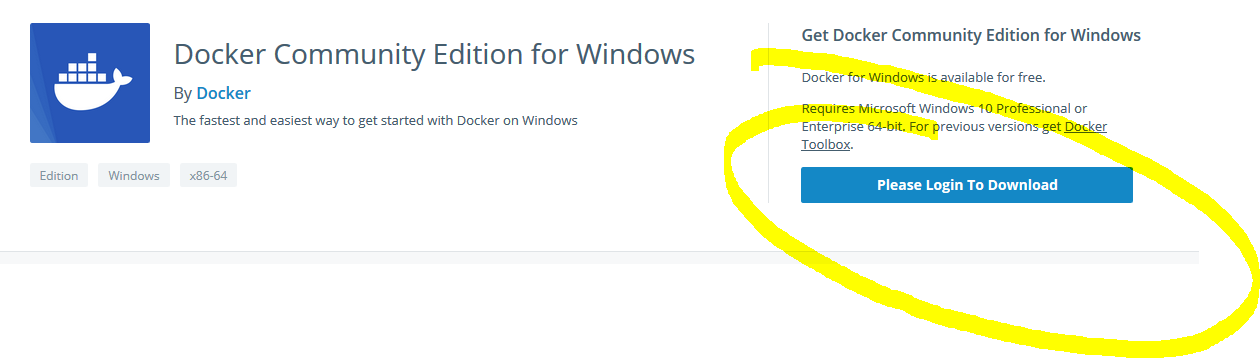 Docker Community Edition for Windows
By Docker
The fastest and easiest way to get started with Docker on Windows
Edition
Windows
x86-64
Get Docker Community Edition for Windows
Docker for Windows is available for free.
Requires Microsoft Windows 10 Professional or
Enterprise 64-bit. For previous versions get Docker
Toolbox.
Please Login To Download